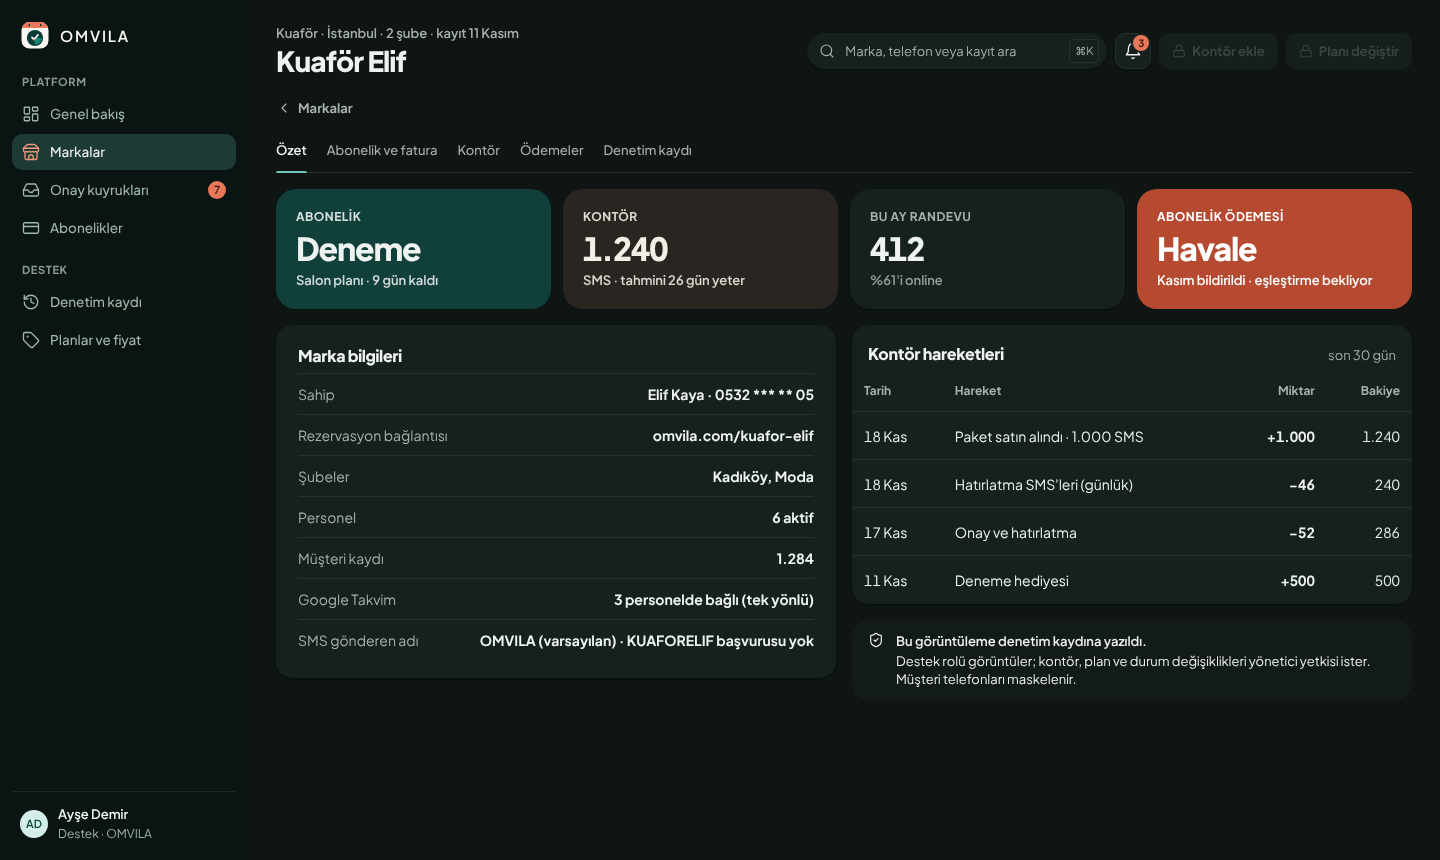 OMVILA
PLATFORM
Genel bakış
Markalar
Onay kuyrukları 7
Abonelikler
DESTEK
Denetim kaydı
Planlar ve fiyat
AD
Ayşe Demir
Destek · OMVILA
Kuaför · İstanbul · 2 şube · kayıt 11 Kasım
Kuaför Elif
Marka, telefon veya kayıt ara ⌘K
3
Kontör ekle
Planı değiştir
Markalar
Özet Abonelik ve fatura Kontör Ödemeler Denetim kaydı
ABONELİK
Deneme
Salon planı · 9 gün kaldı
KONTÖR
1.240
SMS · tahmini 26 gün yeter
BU AY RANDEVU
412
%61'i online
ABONELİK ÖDEMESİ
Havale
Kasım bildirildi · eşleştirme bekliyor
Marka bilgileri
Sahip Elif Kaya · 0532 *** ** 05
Rezervasyon bağlantısı omvila.com/kuafor-elif
Şubeler Kadıköy, Moda
Personel 6 aktif
Müşteri kaydı 1.284
Google Takvim 3 personelde bağlı (tek yönlü)
SMS gönderen adı OMVILA (varsayılan) · KUAFORELIF başvurusu yok
Kontör hareketleri son 30 gün
Tarih Hareket Miktar Bakiye
18 Kas Paket satın alındı · 1.000 SMS +1.000 1.240
18 Kas Hatırlatma SMS'leri (günlük) −46 240
17 Kas Onay ve hatırlatma −52 286
11 Kas Deneme hediyesi +500 500
Bu görüntüleme denetim kaydına yazıldı.
Destek rolü görüntüler; kontör, plan ve durum değişiklikleri yönetici yetkisi ister.
Müşteri telefonları maskelenir.